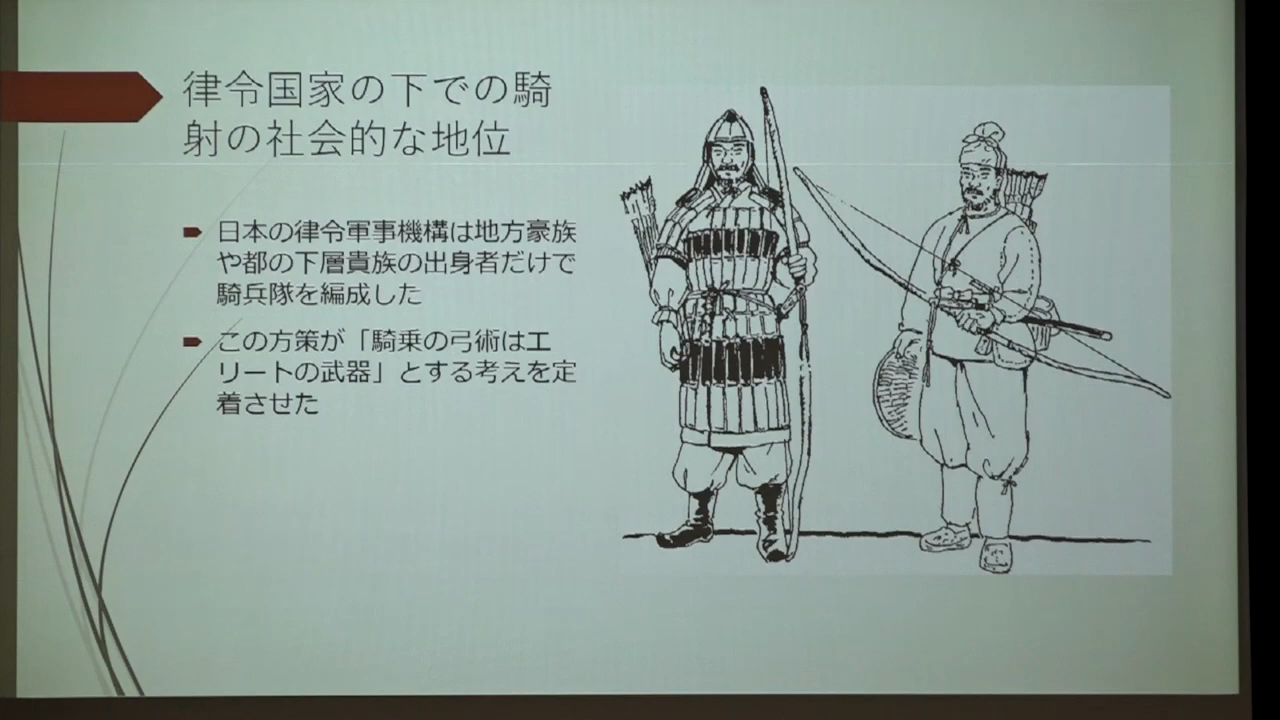 律令国家の下での騎
射の社会的な地位
日本の律令軍事機構は地方豪族
や都の下層貴族の出身者だけで
騎兵隊を編成した
この方策が「騎乗の弓術はエ
リートの武器」とする考えを定
着させた